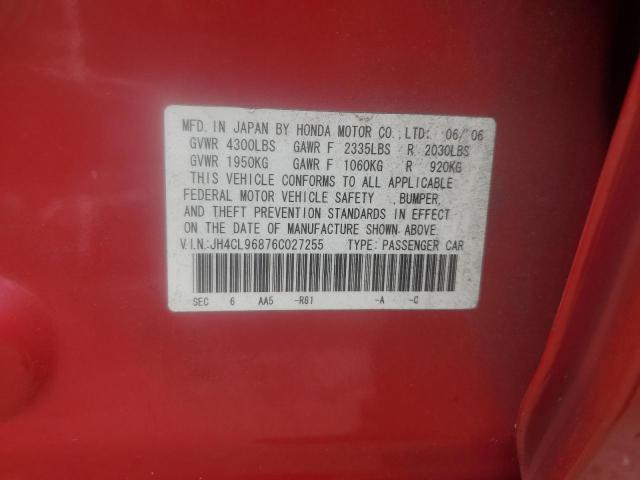 MFD. IN JAPAN BY HONDA MOTOR CO.,LTD: 06/06
GVWR 4300LBS GAWR F 2335LBS R 2030LBS
GVWR 1950KG GAWR F 1060KG R 920KG
THIS VEHICLE CONFORMS TO ALL APPLICABLE
FEDERAL MOTOR VEHICLE SAFETY ,BUMPER,
AND THEFT PREVENTION STANDARDS IN EFFECT
ON THE DATE OF MANUFACTURE SHOWN ABOVE.
V.I.N.:JH4CL96876C027255 TYPE: PASSENGER CAR
SEC 6 AA5 -R81 -A -C